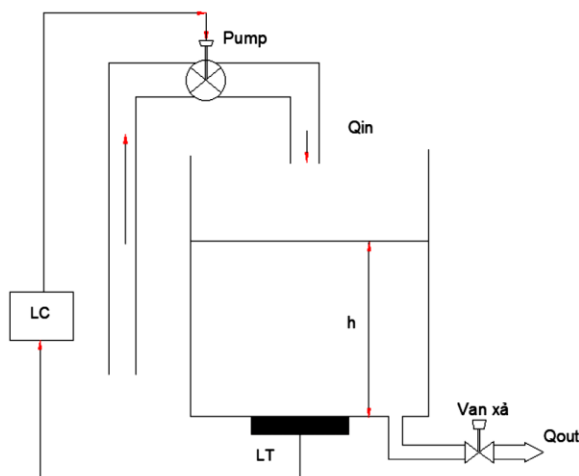 Pump
Qin
LC
h
Van xả
Qout
LT